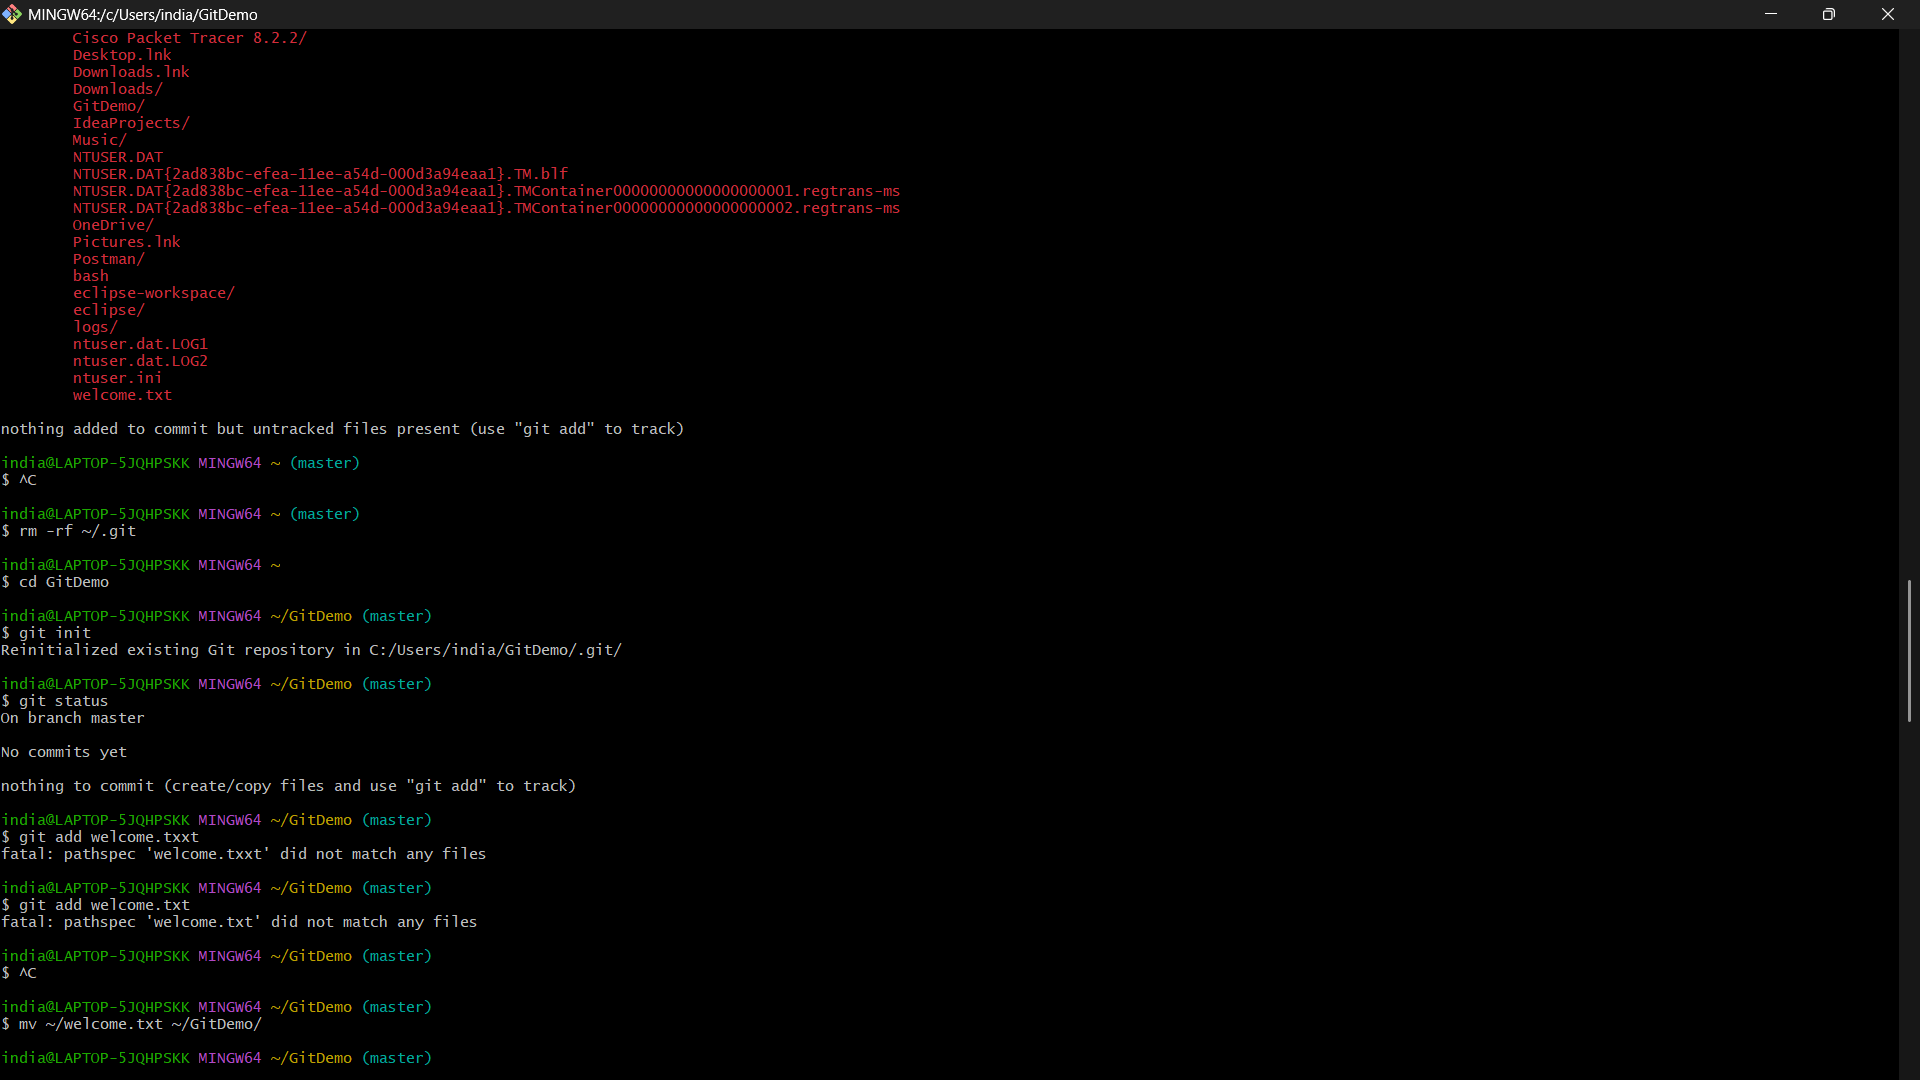 MINGW64:/c/Users/india/GitDemo
Cisco Packet Tracer 8.2.2/
Desktop.lnk
Downloads.lnk
Downloads/
GitDemo/
IdeaProjects/
Music/
NTUSER.DAT
NTUSER.DAT{2ad838bc-efea-11ee-a54d-000d3a94eaa1}.TM.blf
NTUSER.DAT{2ad838bc-efea-11ee-a54d-000d3a94eaa1}.TMContainer00000000000000000001.regtrans-ms
NTUSER.DAT{2ad838bc-efea-11ee-a54d-000d3a94eaa1}.TMContainer00000000000000000002.regtrans-ms
OneDrive/
Pictures.lnk
Postman/
bash
eclipse-workspace/
eclipse/
logs/
ntuser.dat.LOG1
ntuser.dat.LOG2
ntuser.ini
welcome.txt
nothing added to commit but untracked files present (use "git add" to track)
india@LAPTOP-5JQHPSKK MINGW64 ~ (master)
$ ^C
india@LAPTOP-5JQHPSKK MINGW64 ~ (master)
$ rm -rf ~/.git
india@LAPTOP-5JQHPSKK MINGW64 ~
$ cd GitDemo
india@LAPTOP-5JQHPSKK MINGW64 ~/GitDemo (master)
$ git init
Reinitialized existing Git repository in C:/Users/india/GitDemo/.git/
india@LAPTOP-5JQHPSKK MINGW64 ~/GitDemo (master)
$ git status
On branch master
No commits yet
nothing to commit (create/copy files and use "git add" to track)
india@LAPTOP-5JQHPSKK MINGW64 ~/GitDemo (master)
$ git add welcome.txxt
fatal: pathspec 'welcome.txxt' did not match any files
india@LAPTOP-5JQHPSKK MINGW64 ~/GitDemo (master)
$ git add welcome.txt
fatal: pathspec 'welcome.txt' did not match any files
india@LAPTOP-5JQHPSKK MINGW64 ~/GitDemo (master)
$ ^C
india@LAPTOP-5JQHPSKK MINGW64 ~/GitDemo (master)
$ mv ~/welcome.txt ~/GitDemo/
india@LAPTOP-5JQHPSKK MINGW64 ~/GitDemo (master)